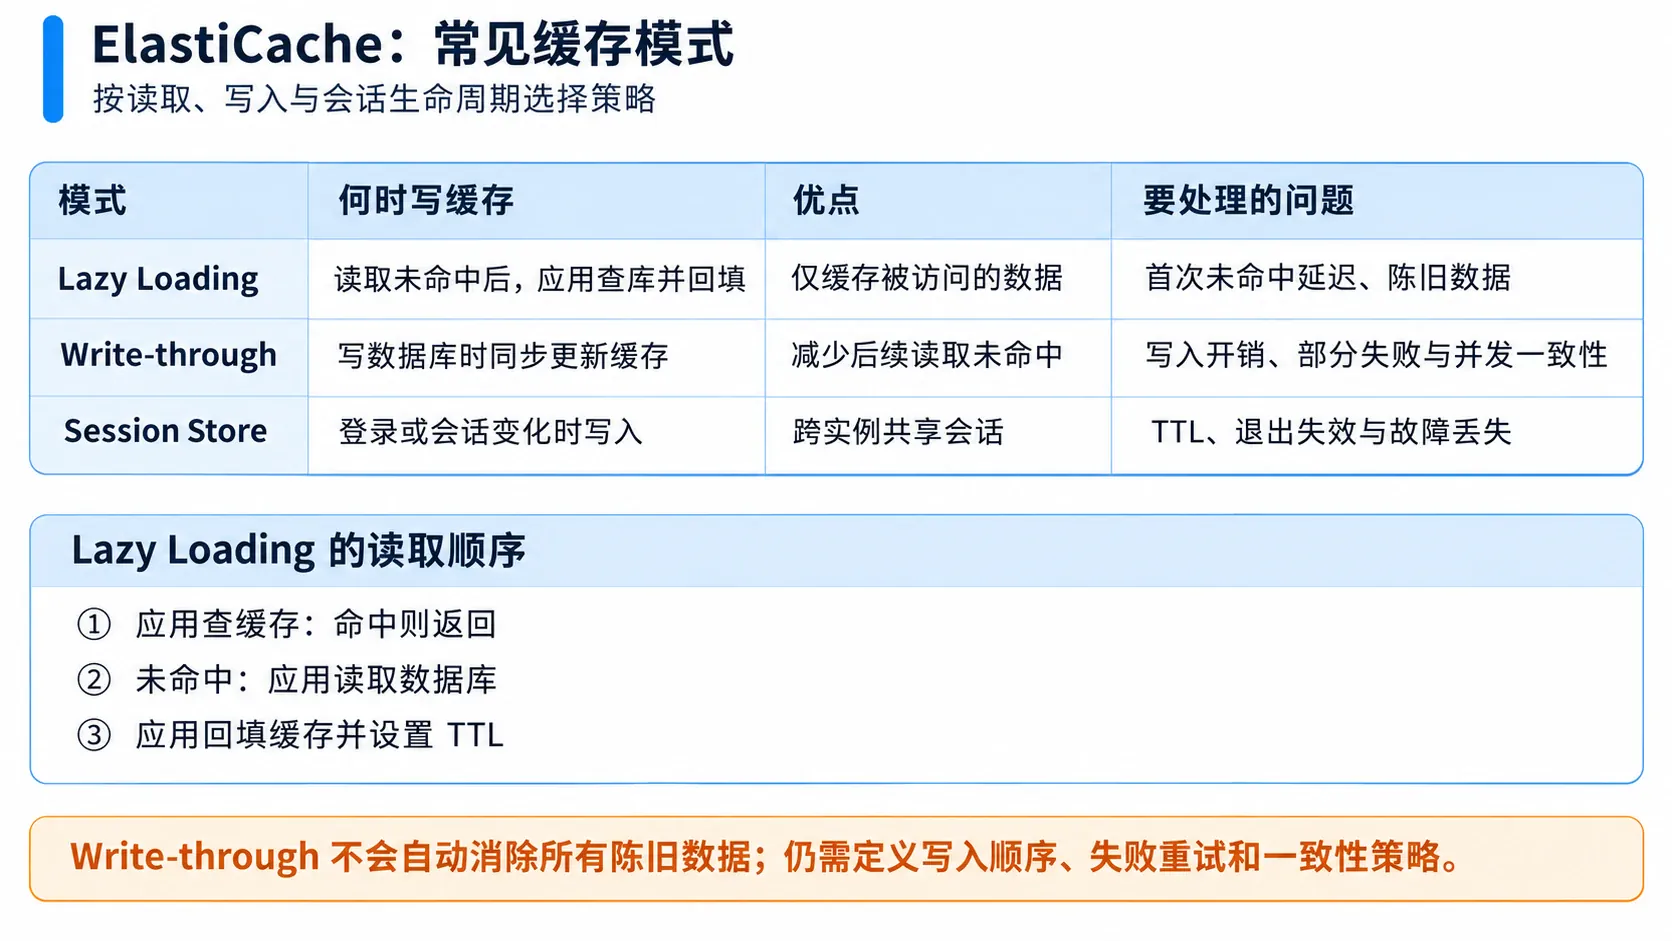 ElastiCache：常见缓存模式
按读取、写入与会话生命周期选择策略
模式 何时写缓存 优点 要处理的问题
Lazy Loading 读取未命中后，应用查库并回填 仅缓存被访问的数据 首次未命中延迟、陈旧数据
Write-through 写数据库时同步更新缓存 减少后续读取未命中 写入开销、部分失败与并发一致性
Session Store 登录或会话变化时写入 跨实例共享会话 TTL、退出失效与故障丢失
Lazy Loading 的读取顺序
① 应用查缓存：命中则返回
② 未命中：应用读取数据库
③ 应用回填缓存并设置 TTL
Write-through 不会自动消除所有陈旧数据；仍需定义写入顺序、失败重试和一致性策略。